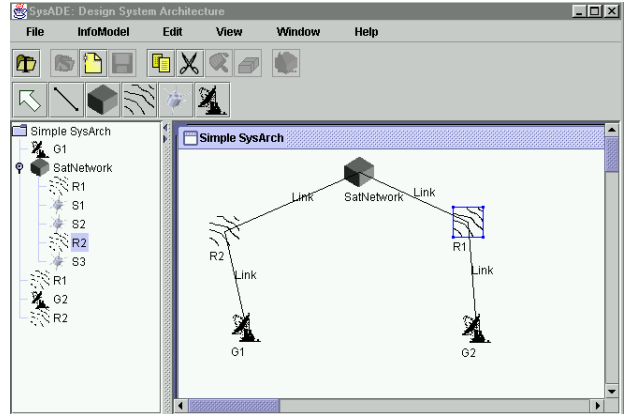 SysADE: Design System Architecture
File InfoModel Edit View Window Help
Simple SysArch
G1
SatNetwork
R1
S1
S2
R2
S3
R1
G2
R2
Simple SysArch
SatNetwork
Link
Link
R2
R1
Link
Link
G1
G2